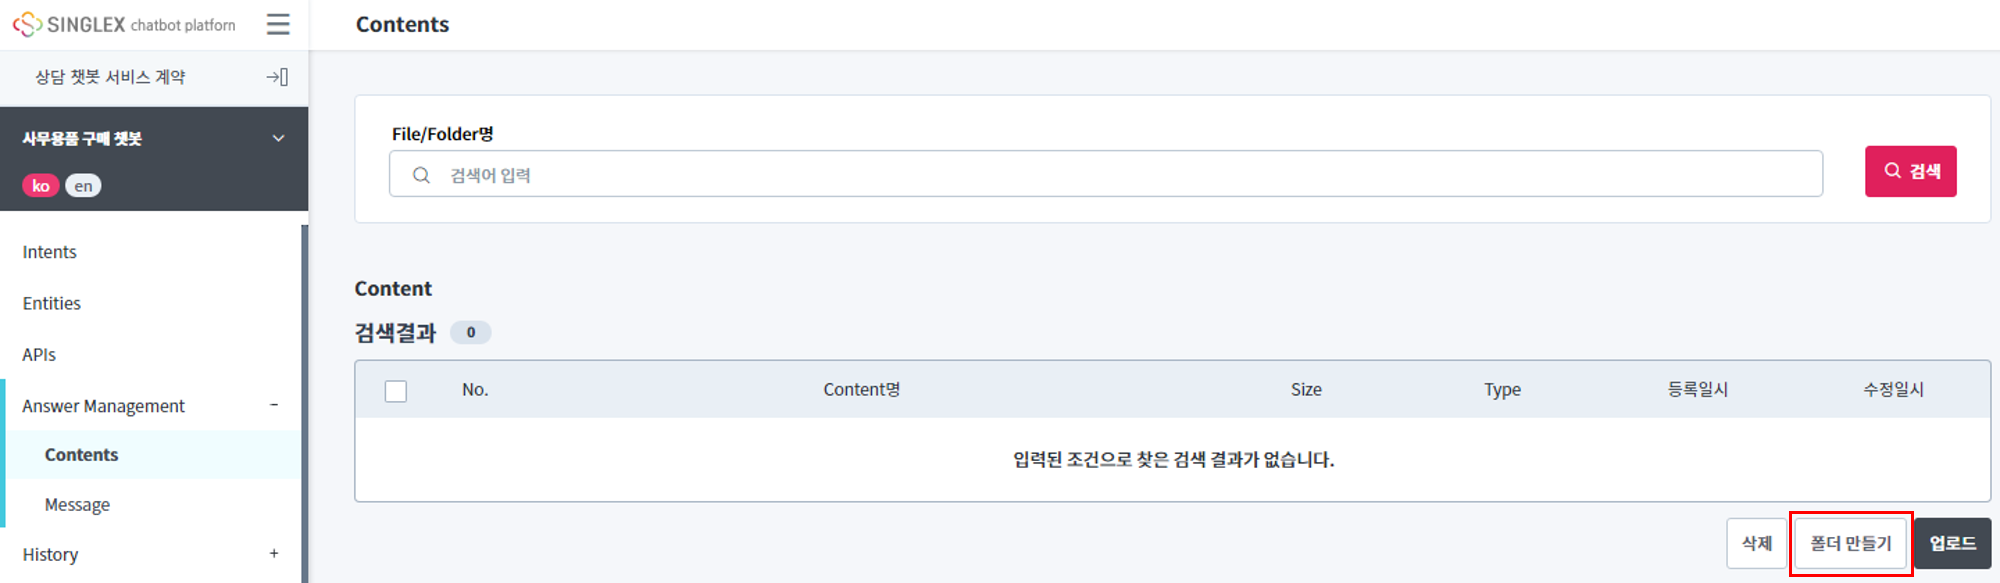 SINGLEX chatbot platforn
Contents
상담 챗봇 서비스 계약
사무용품 구매 챗봇
ko en
Intents
Entities
APIs
Answer Management -
Contents
Message
History +
File/Folder명
검색어 입력
검색
Content
검색결과 0
No. Content명 Size Type 등록일시 수정일시
입력된 조건으로 찾은 검색 결과가 없습니다.
삭제 폴더 만들기 업로드